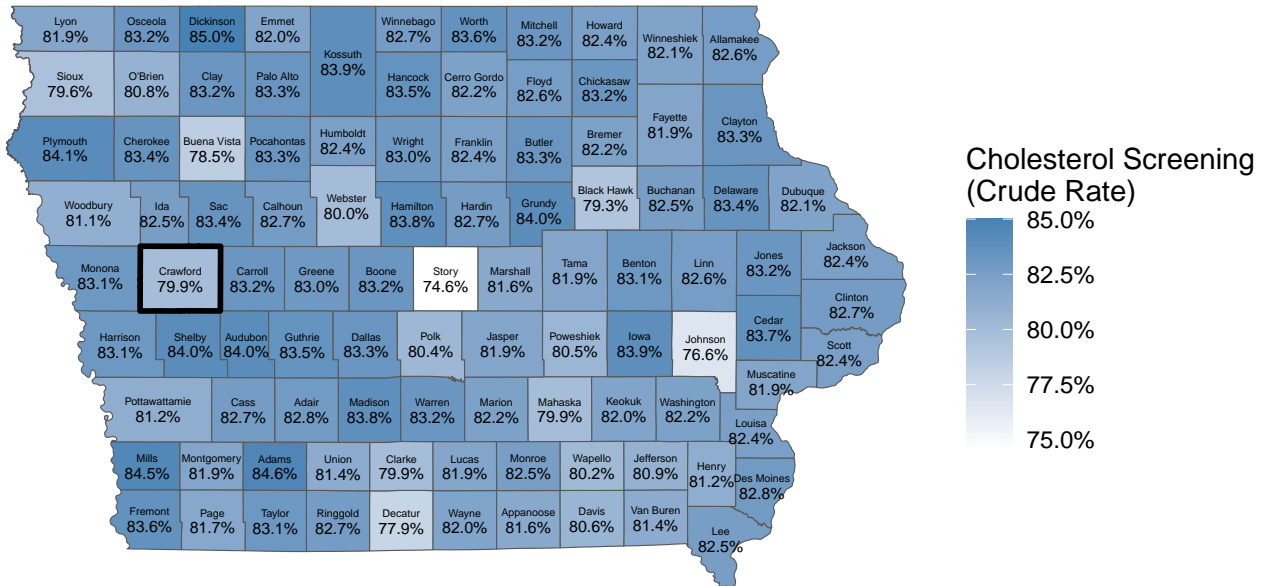 Lyon
81.9%
Osceola
83.2%
Dickinson
85.0%
Emmet
82.0%
Winnebago
82.7%
Worth
83.6%
Mitchell
83.2%
Howard
82.4%
Winneshiek
82.1%
Allamakee
82.6%
Kossuth
83.9%
Sioux
79.6%
O'Brien
80.8%
Clay
83.2%
Palo Alto
83.3%
Hancock
83.5%
Cerro Gordo
82.2%
Floyd
82.6%
Chickasaw
83.2%
Fayette
81.9%
Clayton
83.3%
Plymouth
84.1%
Cherokee
83.4%
Buena Vista
78.5%
Pocahontas
83.3%
Humboldt
82.4%
Wright
83.0%
Franklin
82.4%
Butler
83.3%
Bremer
82.2%
Woodbury
81.1%
Ida
82.5%
Sac
83.4%
Calhoun
82.7%
Webster
80.0%
Hamilton
83.8%
Hardin
82.7%
Grundy
84.0%
Black Hawk
79.3%
Buchanan
82.5%
Delaware
83.4%
Dubuque
82.1%
Monona
83.1%
Crawford
79.9%
Carroll
83.2%
Greene
83.0%
Boone
83.2%
Story
74.6%
Marshall
81.6%
Tama
81.9%
Benton
83.1%
Linn
82.6%
Jones
83.2%
Jackson
82.4%
Clinton
82.7%
Harrison
83.1%
Shelby
84.0%
Audubon
84.0%
Guthrie
83.5%
Dallas
83.3%
Polk
80.4%
Jasper
81.9%
Poweshiek
80.5%
Iowa
83.9%
Johnson
76.6%
Cedar
83.7%
Scott
82.4%
Muscatine
81.9%
Pottawattamie
81.2%
Cass
82.7%
Adair
82.8%
Madison
83.8%
Warren
83.2%
Marion
82.2%
Mahaska
79.9%
Keokuk
82.0%
Washington
82.2%
Louisa
82.4%
Mills
84.5%
Montgomery
81.9%
Adams
84.6%
Union
81.4%
Clarke
79.9%
Lucas
81.9%
Monroe
82.5%
Wapello
80.2%
Jefferson
80.9%
Henry
81.2%
Des Moines
82.8%
Fremont
83.6%
Page
81.7%
Taylor
83.1%
Ringgold
82.7%
Decatur
77.9%
Wayne
82.0%
Appanoose
81.6%
Davis
80.6%
Van Buren
81.4%
Lee
82.5%
Cholesterol Screening
(Crude Rate)
85.0%
82.5%
80.0%
77.5%
75.0%